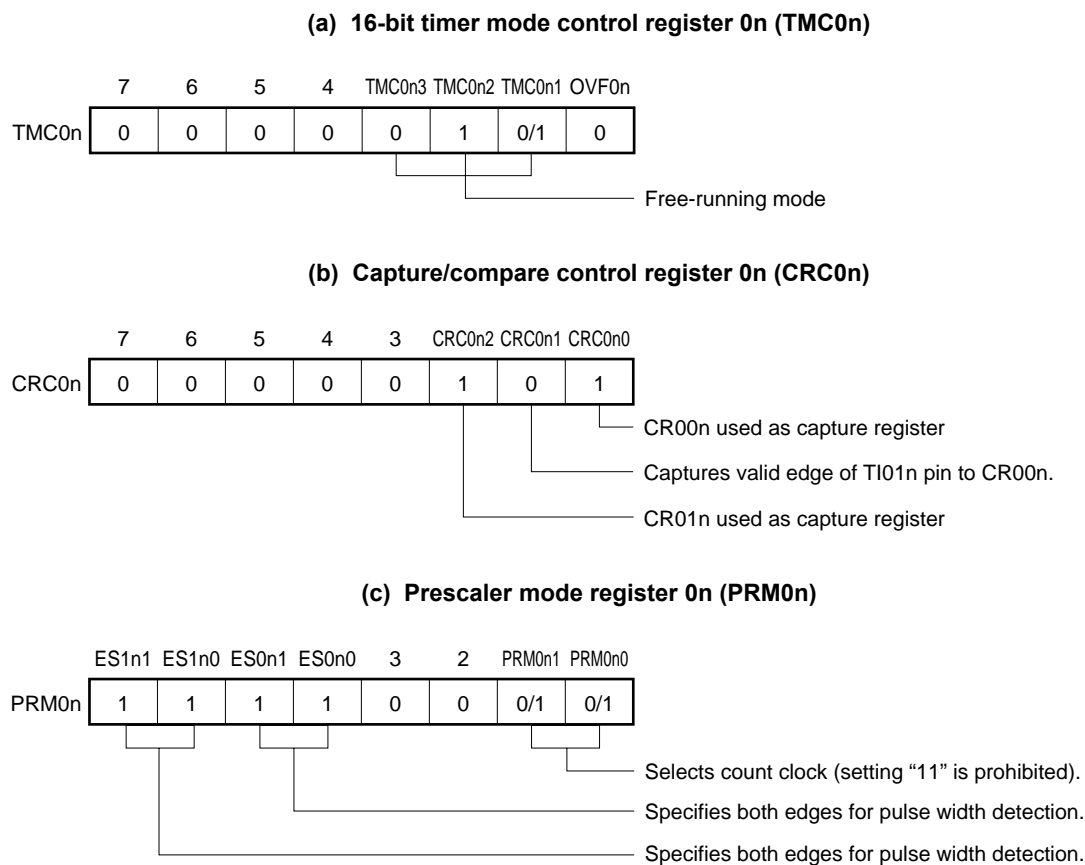 (a) 16-bit timer mode control register 0n (TMC0n)
7 6 5 4 TMC0n3 TMC0n2 TMC0n1 OVF0n
TMC0n 0 0 0 0 0 1 0/1 0
Free-running mode
(b) Capture/compare control register 0n (CRC0n)
7 6 5 4 3 CRC0n2 CRC0n1 CRC0n0
CRC0n 0 0 0 0 0 1 0 1
CR00n used as capture register
Captures valid edge of TI01n pin to CR00n.
CR01n used as capture register
(c) Prescaler mode register 0n (PRM0n)
ES1n1 ES1n0 ES0n1 ES0n0 3 2 PRM0n1 PRM0n0
PRM0n 1 1 1 1 0 0 0/1 0/1
Selects count clock (setting “11” is prohibited).
Specifies both edges for pulse width detection.
Specifies both edges for pulse width detection.